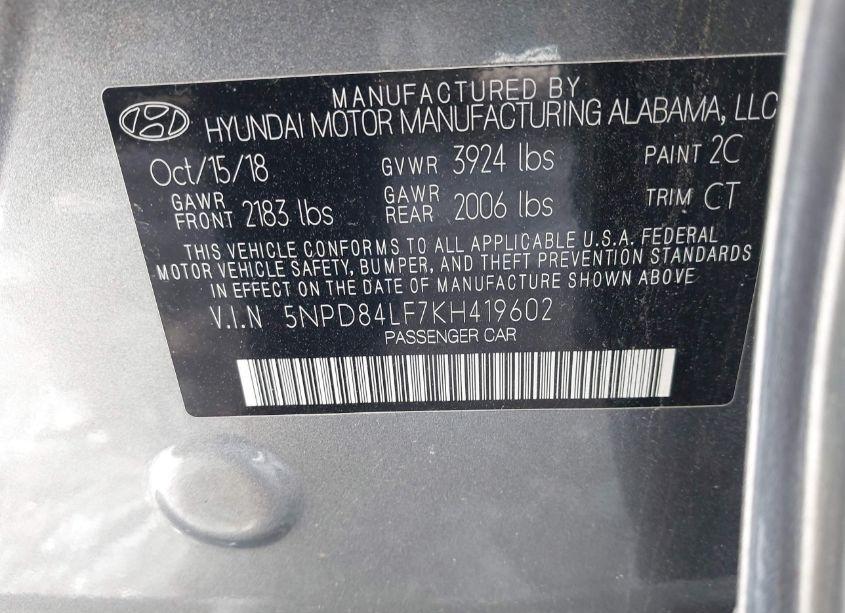 MANUFACTURED BY
HYUNDAI MOTOR MANUFACTURING ALABAMA, LLC
Oct/15/18 GVWR 3924 lbs PAINT 2C
GAWR FRONT 2183 lbs GAWR REAR 2006 lbs TRIM CT
THIS VEHICLE CONFORMS TO ALL APPLICABLE U.S.A. FEDERAL
MOTOR VEHICLE SAFETY, BUMPER, AND THEFT PREVENTION STANDARDS
IN EFFECT ON THE DATE OF MANUFACTURE SHOWN ABOVE
V.I.N 5NPD84LF7KH419602
PASSENGER CAR